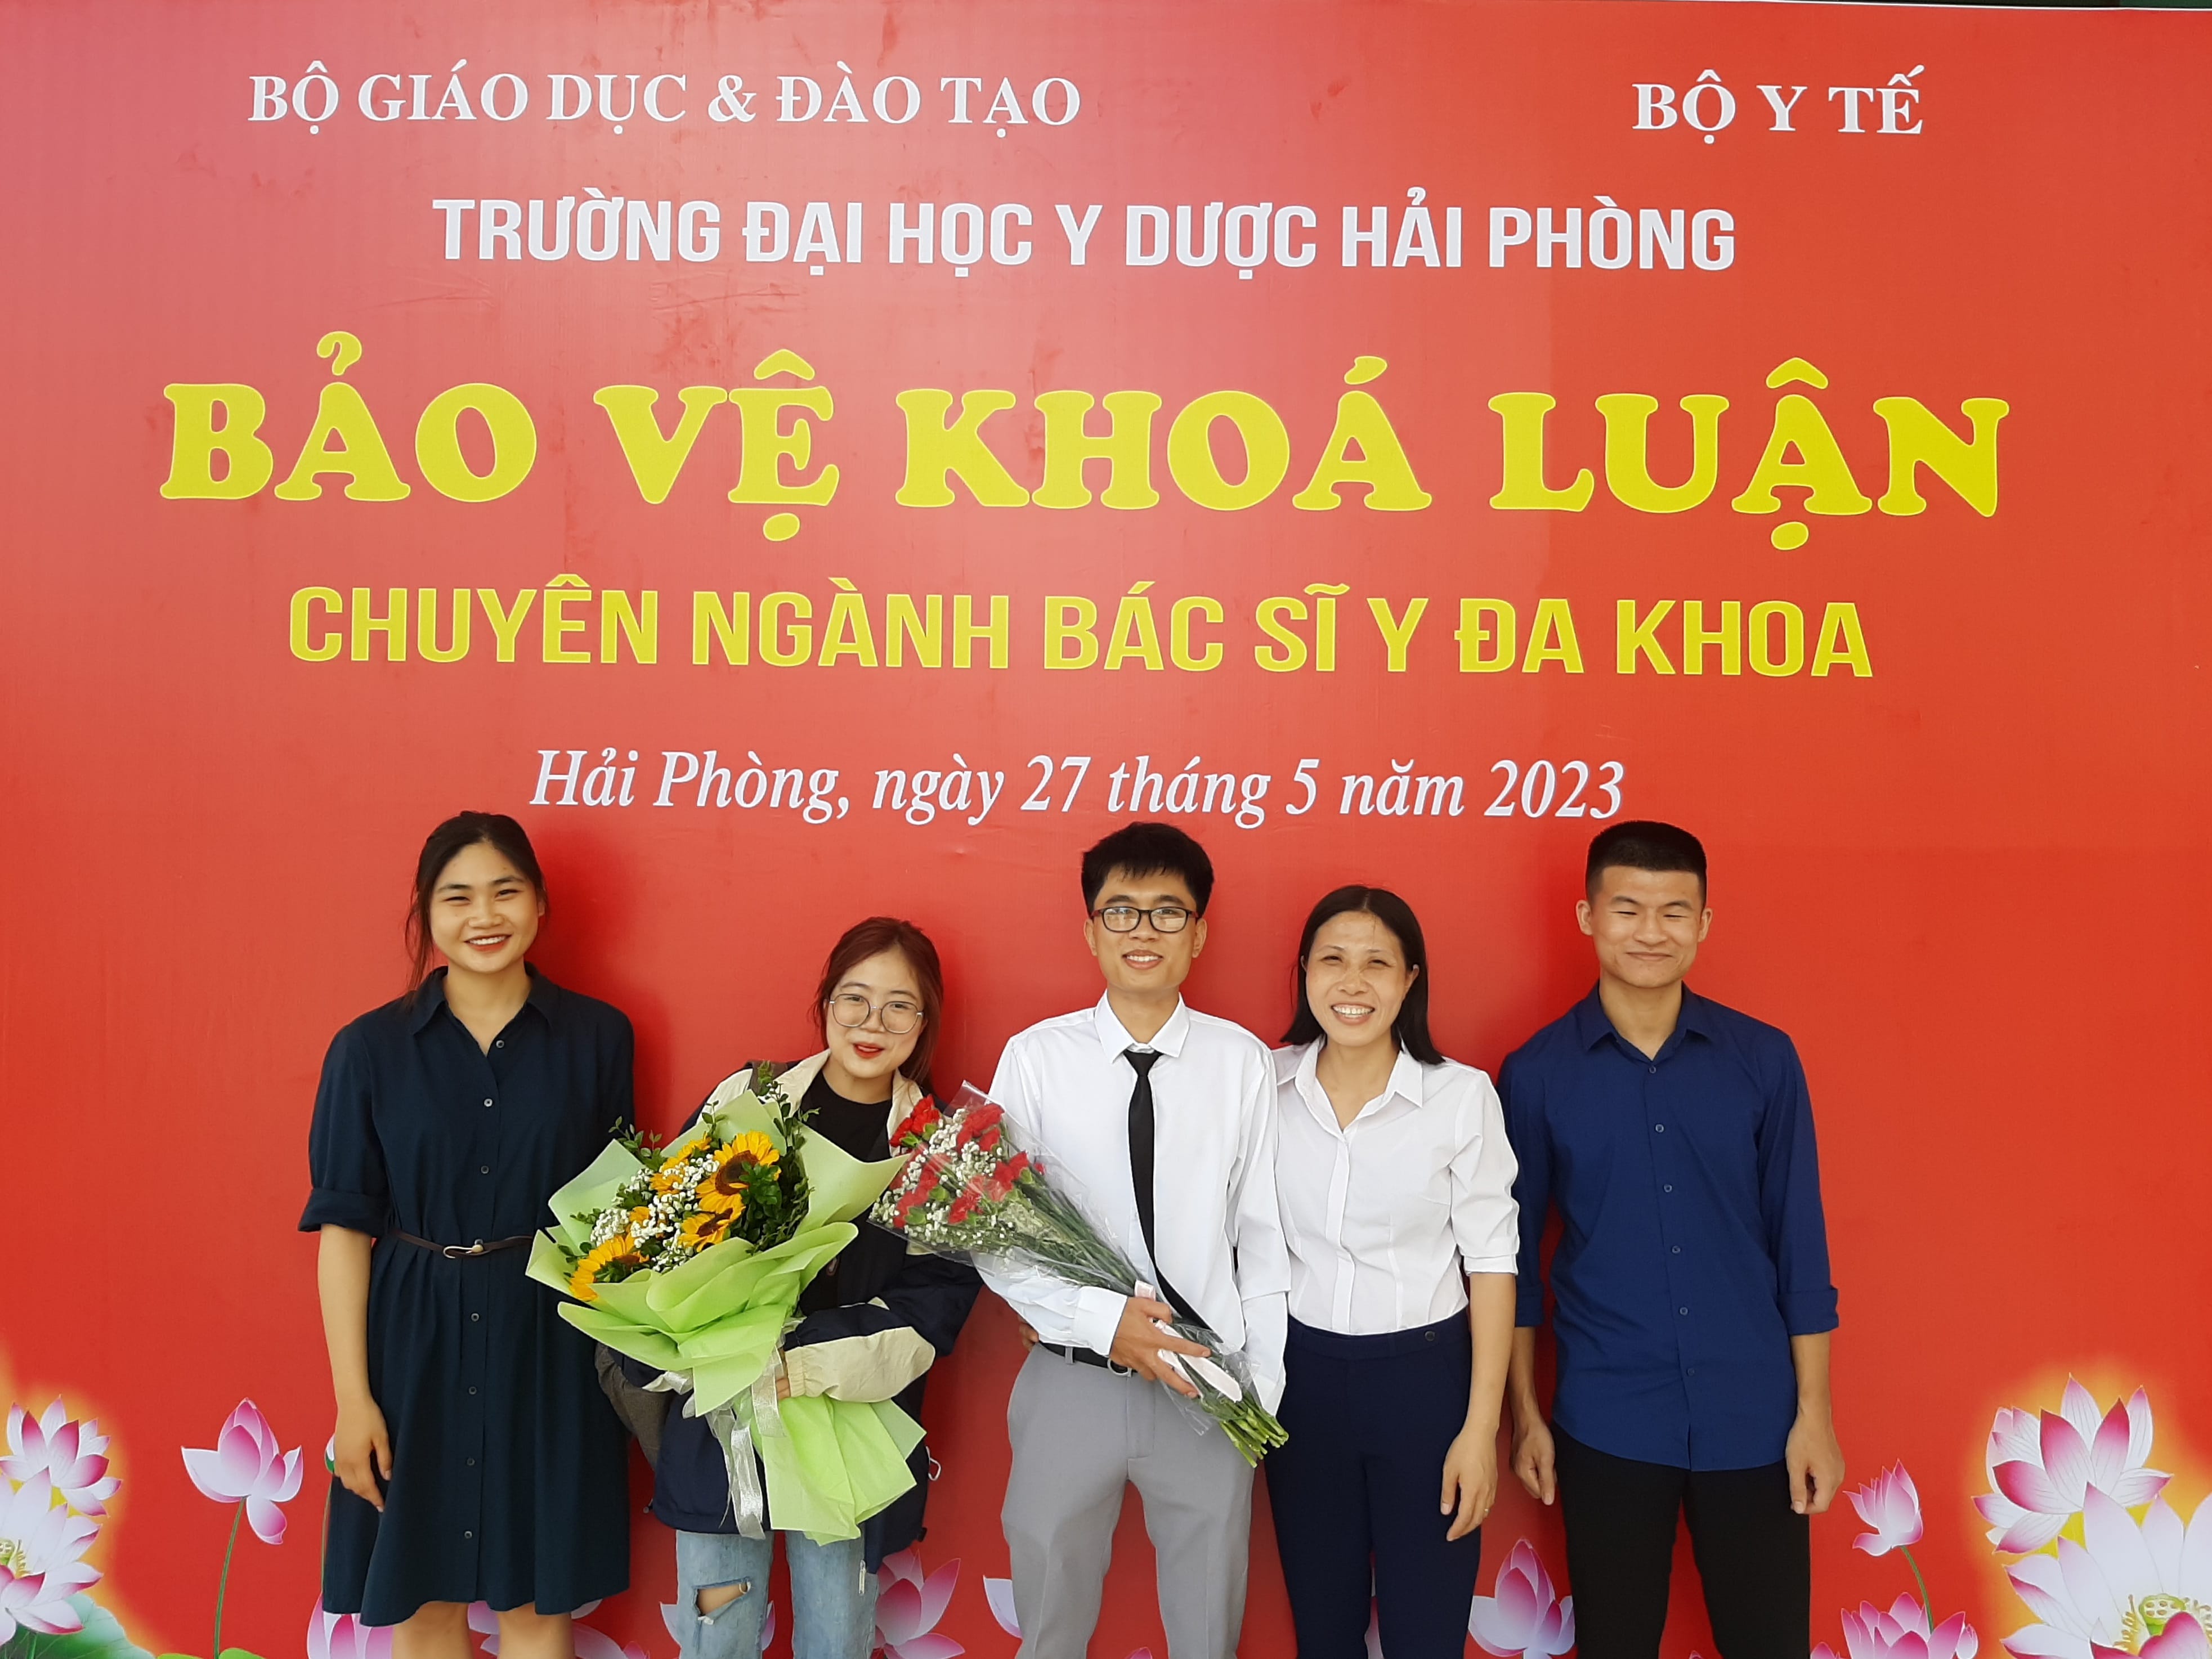 BỘ GIÁO DỤC & ĐÀO TẠO
BỘ Y TẾ
TRƯỜNG ĐẠI HỌC Y DƯỢC HẢI PHÒNG
BẢO VỆ KHOÁ LUẬN
CHUYÊN NGÀNH BÁC SĨ Y ĐA KHOA
Hải Phòng, ngày 27 tháng 5 năm 2023